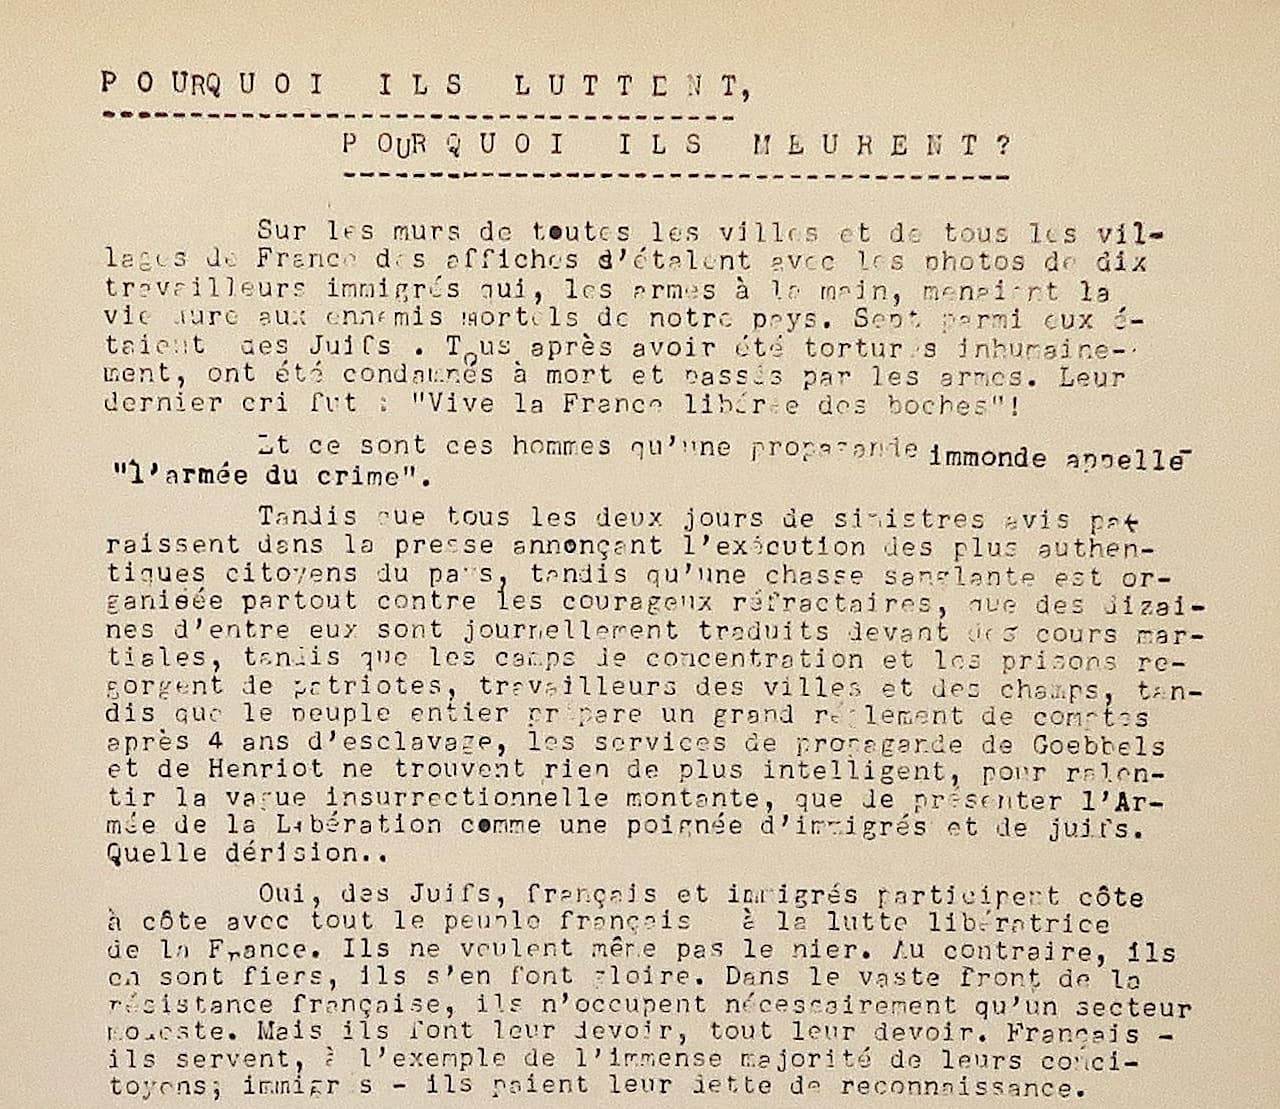 POURQUOI ILS LUTTENT,
POURQUOI ILS MEURENT?
Sur les murs de toutes les villes et de tous les vil-
lages de France des affiches d'étalent avec les photos de dix
travailleurs immigrés qui, les armes à la main, menaient la
vie dure aux ennemis mortels de notre pays. Sept parmi eux é-
taient des Juifs . Tous après avoir été torturés inhumaine-
ment, ont été condamnés à mort et passés par les armes. Leur
dernier cri fut : "Vive la France libérée des boches"!
Et ce sont ces hommes qu'une propagande immonde appelle
"l'armée du crime".
Tandis que tous les deux jours de sinistres avis pat
raissent dans la presse annonçant l'exécution des plus authen-
tiques citoyens du pays, tandis qu'une chasse sanglante est or-
ganisée partout contre les courageux réfractaires, que des dizai-
nes d'entre eux sont journellement traduits devant des cours mar-
tiales, tandis que les camps de concentration et les prisons re-
gorgent de patriotes, travailleurs des villes et des champs, tan-
dis que le peuple entier prépare un grand réglement de comptes
après 4 ans d'esclavage, les services de propagande de Goebbels
et de Henriot ne trouvent rien de plus intelligent, pour ralen-
tir la vague insurrectionnelle montante, que de présenter l'Ar-
mée de la Libération comme une poignée d'immigrés et de juifs.
Quelle dérision..
Oui, des Juifs, français et immigrés participent côte
à côte avec tout le peuple français à la lutte libératrice
de la France. Ils ne veulent même pas le nier. Au contraire, ils
en sont fiers, ils s'en font gloire. Dans le vaste front de la
résistance française, ils n'occupent nécessairement qu'un secteur
modeste. Mais ils font leur devoir, tout leur devoir. Français -
ils servent, à l'exemple de l'immense majorité de leurs conci-
toyens; immigrés - ils paient leur dette de reconnaissance.